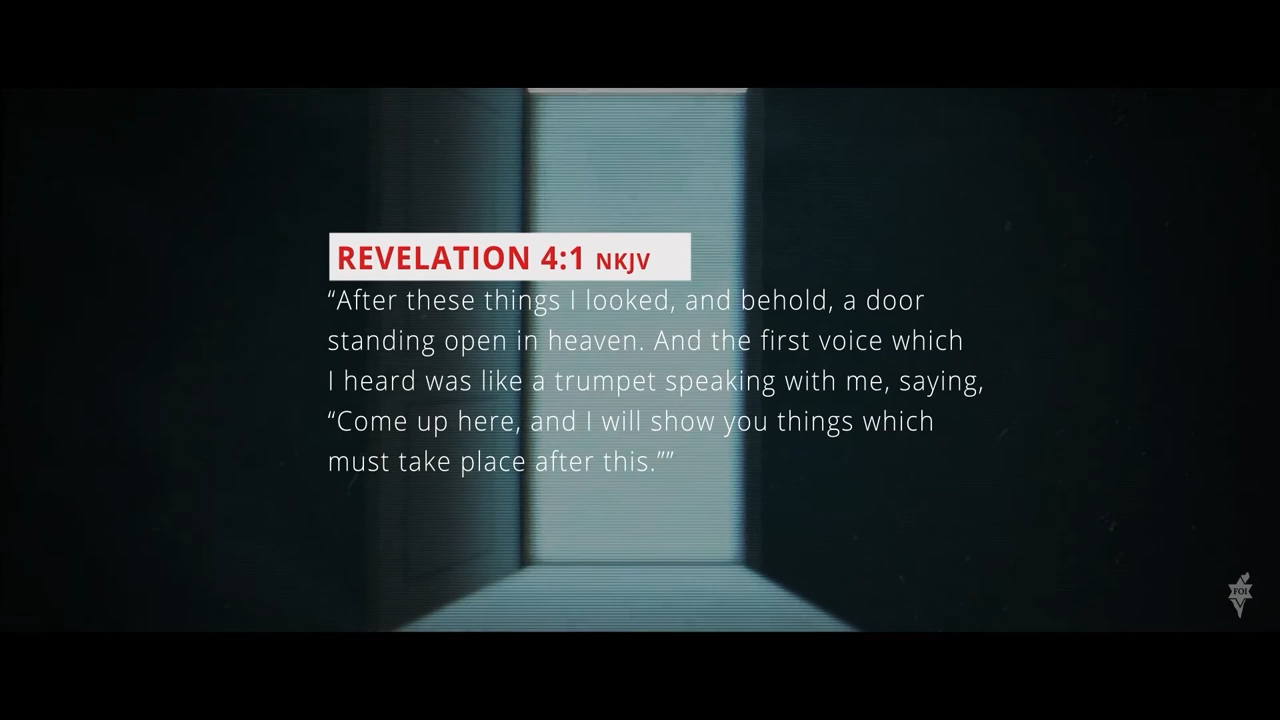 REVELATION 4:1 NKJV
“After these things I looked, and behold, a door
standing open in heaven. And the first voice which
I heard was like a trumpet speaking with me, saying,
“Come up here, and I will show you things which
must take place after this.””
FOI